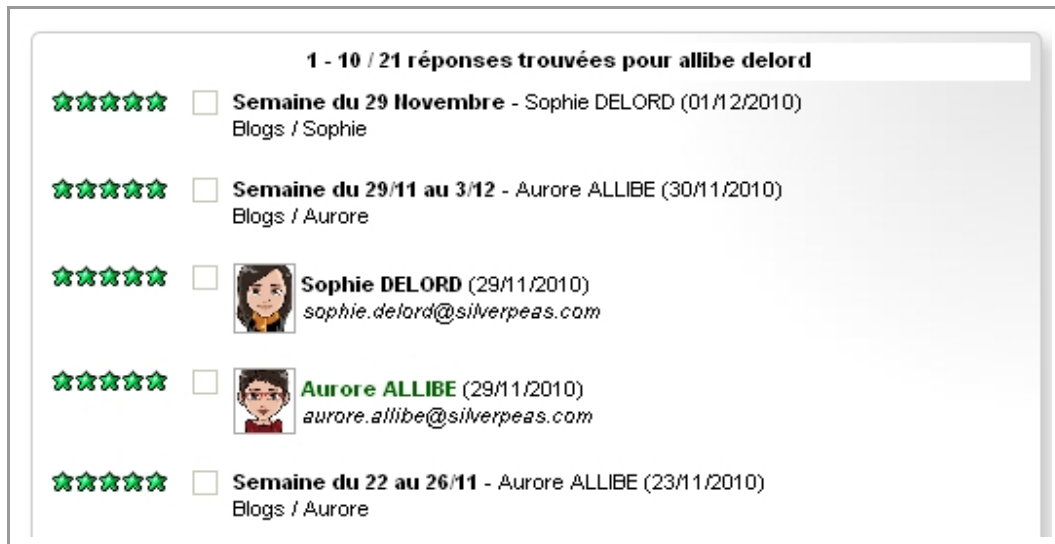 1 - 10 / 21 réponses trouvées pour allibe delord
Semaine du 29 Novembre - Sophie DELORD (01/12/2010)
Blogs / Sophie
Semaine du 29/11 au 3/12 - Aurore ALLIBE (30/11/2010)
Blogs / Aurore
Sophie DELORD (29/11/2010)
sophie.delord@silverpeas.com
Aurore ALLIBE (29/11/2010)
aurore.allibe@silverpeas.com
Semaine du 22 au 26/11 - Aurore ALLIBE (23/11/2010)
Blogs / Aurore